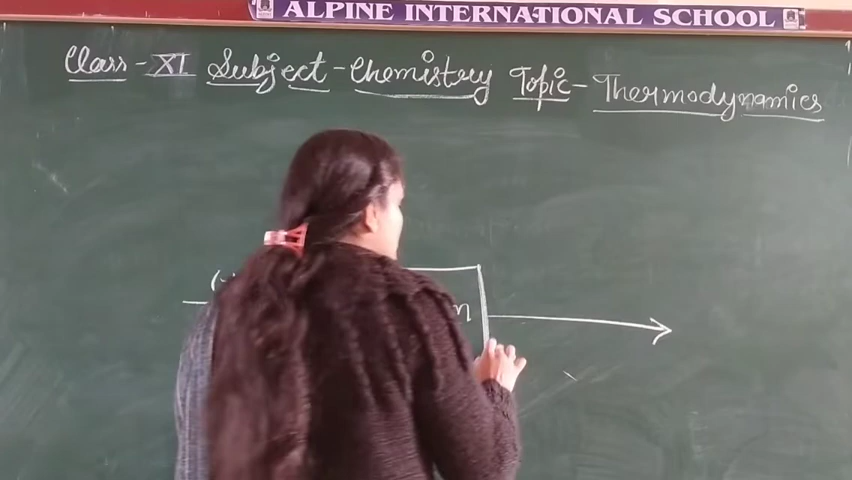 ALPINE INTERNATIONAL SCHOOL
Class - XI Subject - Chemistry Topic - Thermodynamics